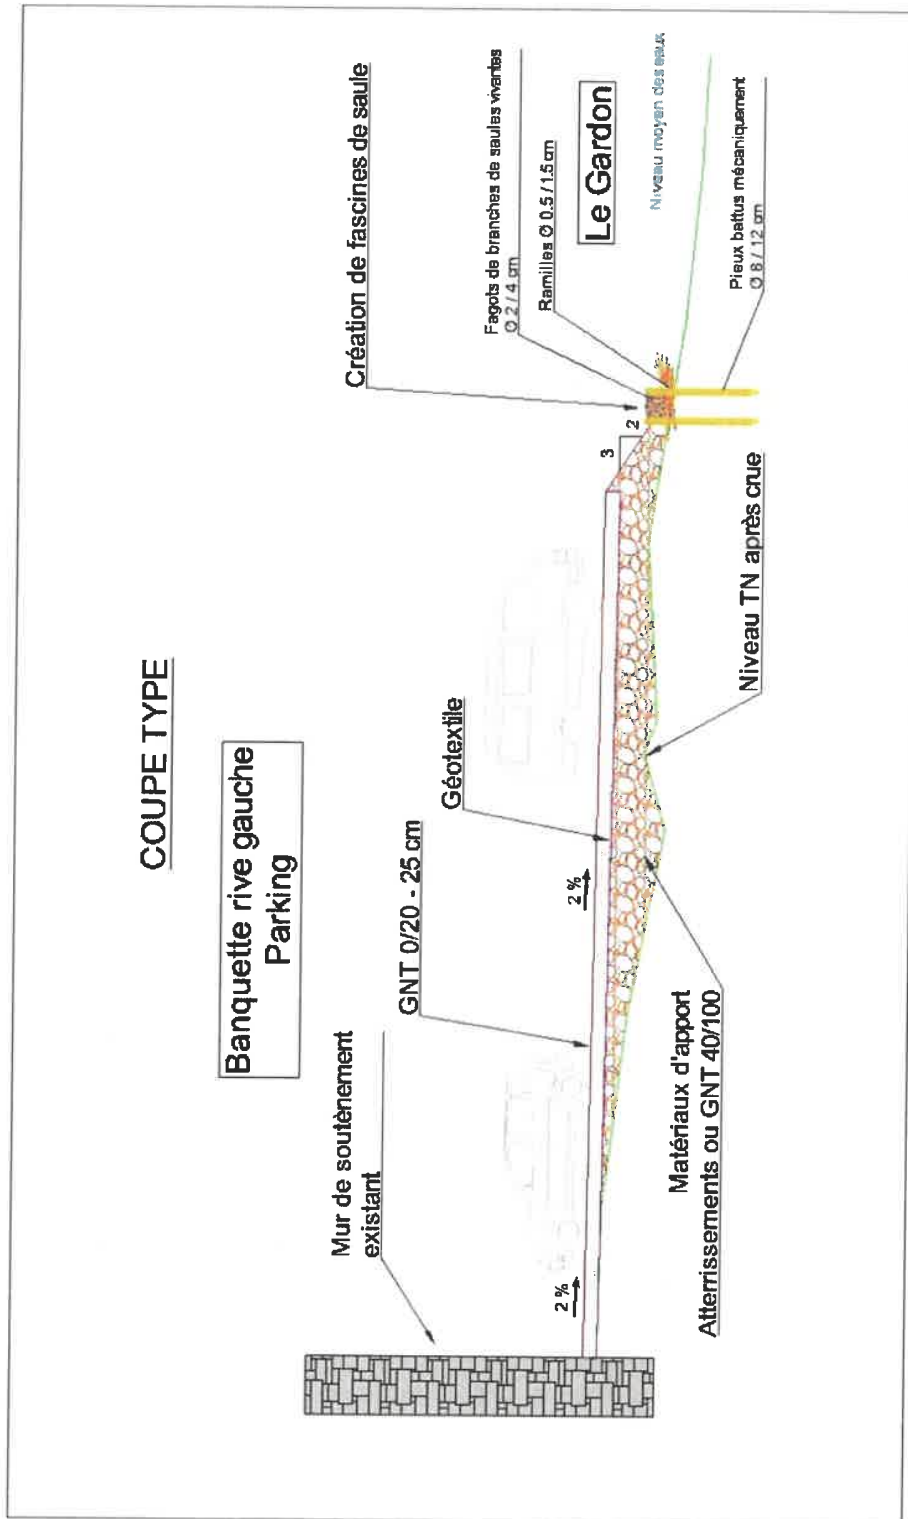 COUPE TYPE
Banquette rive gauche
Parking
Mur de soutènement
existant
GNT 0/20 - 25 cm
Géotextile
Création de fascines de saule
Fagots de branches de saules vivantes
Ø 2 / 4 cm
Ramilles Ø 0.5 / 1.5 cm
Le Gardon
Niveau moyen des eaux
2 %
2 %
3
2
Pieux battus mécaniquement
Ø 8 / 12 cm
Niveau TN après crue
Matériaux d'apport
Atterrissements ou GNT 40/100